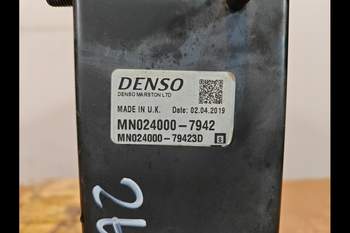 DENSO
DENSO MARSTON LTD
MADE IN U.K. Date: 02.04.2019
MN024000-7942
MN024000-79423D